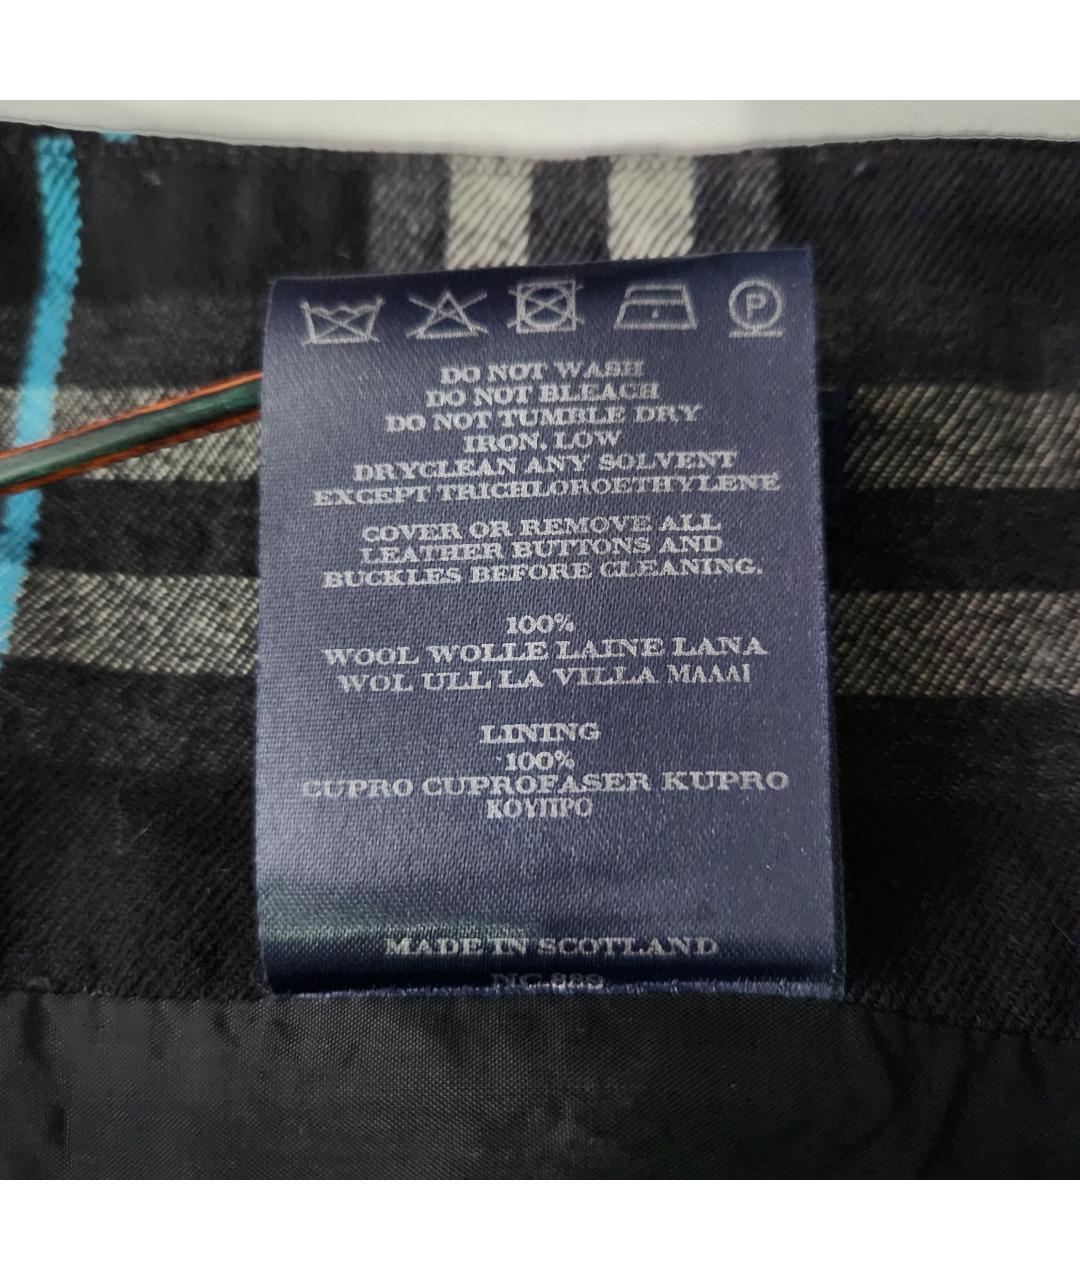 P
DO NOT WASH
DO NOT BLEACH
DO NOT TUMBLE DRY
IRON, LOW
DRYCLEAN ANY SOLVENT
EXCEPT TRICHLOROETHYLENE
COVER OR REMOVE ALL
LEATHER BUTTONS AND
BUCKLES BEFORE CLEANING.
100%
WOOL WOLLE LAINE LANA
WOL ULL LA VILLA ΜΑΛΛΙ
LINING
100%
CUPRO CUPROFASER KUPRO
ΚΟΥΠΡΟ
MADE IN SCOTLAND